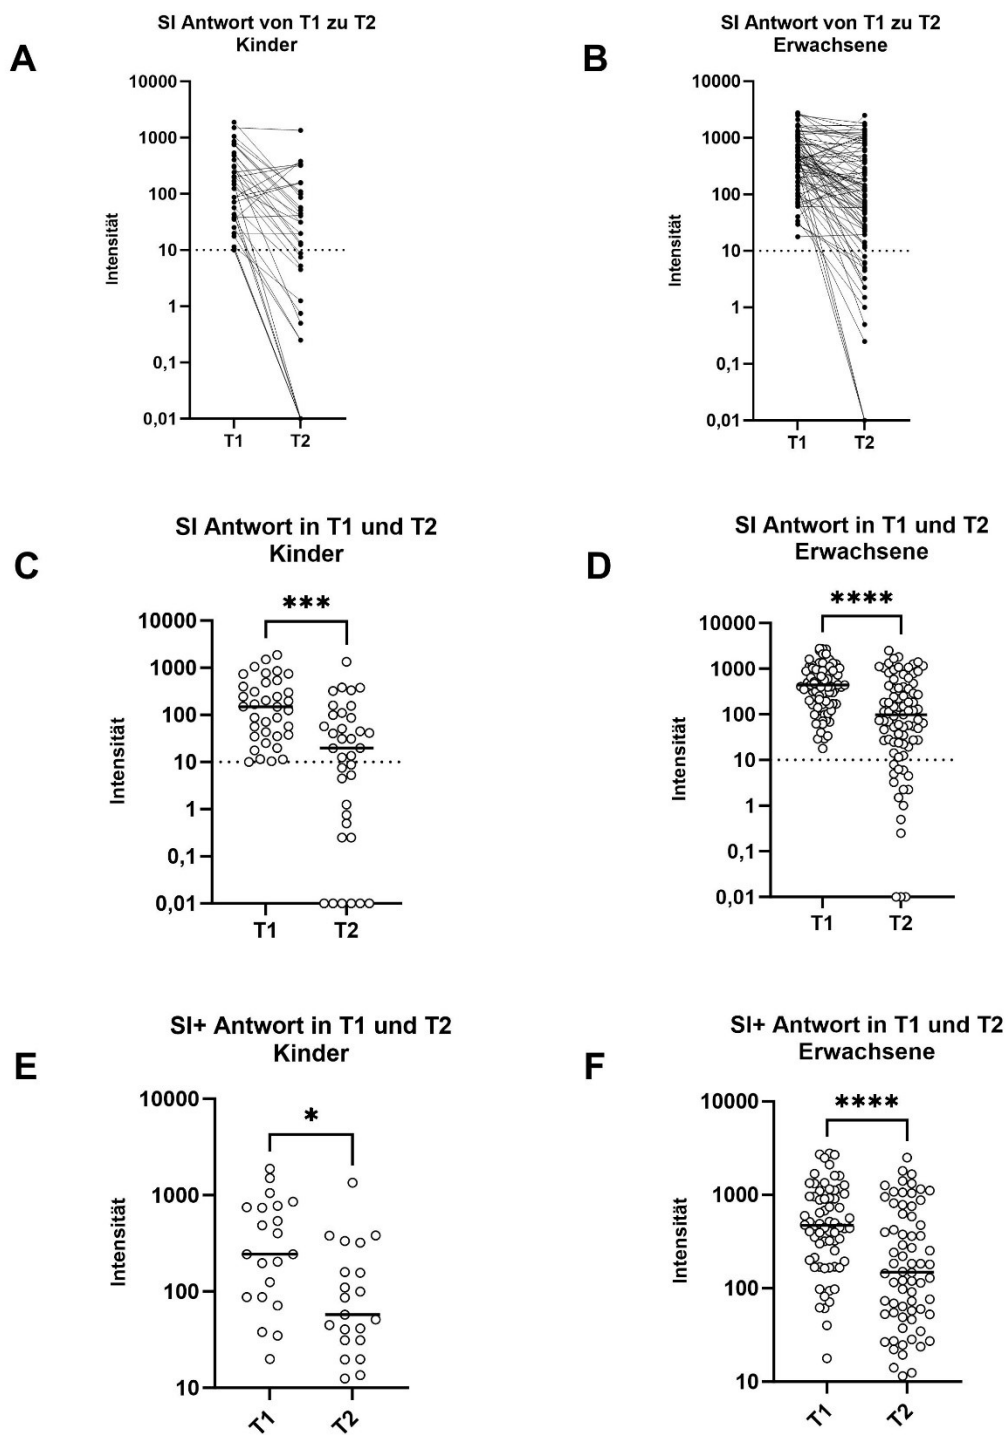 SI Antwort von T1 zu T2
Kinder
A
10000
1000
100
10
1
0,1
0,01
Intensität
T1 T2
SI Antwort von T1 zu T2
Erwachsene
B
10000
1000
100
10
1
0,1
0,01
Intensität
T1 T2
SI Antwort in T1 und T2
Kinder
C
***
10000
1000
100
10
1
0,1
0,01
Intensität
T1 T2
SI Antwort in T1 und T2
Erwachsene
D
****
10000
1000
100
10
1
0,1
0,01
Intensität
T1 T2
SI+ Antwort in T1 und T2
Kinder
E
*
10000
1000
100
10
Intensität
T1 T2
SI+ Antwort in T1 und T2
Erwachsene
F
****
10000
1000
100
10
Intensität
T1 T2